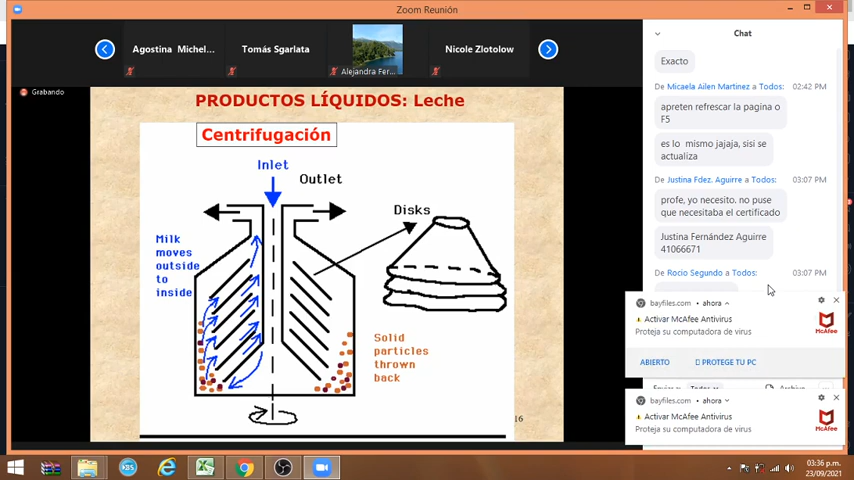 Zoom Reunión
Agostina Michel...
Tomás Sgarlata
Alejandra Fer...
Nicole Zlotolow
Grabando
PRODUCTOS LÍQUIDOS: Leche
Centrifugación
Inlet
Outlet
Disks
Milk
moves
outside
to
inside
Solid
particles
thrown
back
16
Chat
Exacto
De Micaela Ailen Martinez a Todos: 02:42 PM
apreten refrescar la pagina o
F5
es lo mismo jajaja, sisi se
actualiza
De Justina Fdez. Aguirre a Todos: 03:07 PM
profe, yo necesito. no puse
que necesitaba el certificado
Justina Fernández Aguirre
41066671
De Rocio Segundo a Todos: 03:07 PM
bayfiles.com • ahora
Activar McAfee Antivirus
Proteja su computadora de virus
McAfee
ABIERTO
PROTEGE TU PC
bayfiles.com • ahora
Activar McAfee Antivirus
Proteja su computadora de virus
McAfee
03:36 p.m.
23/09/2021